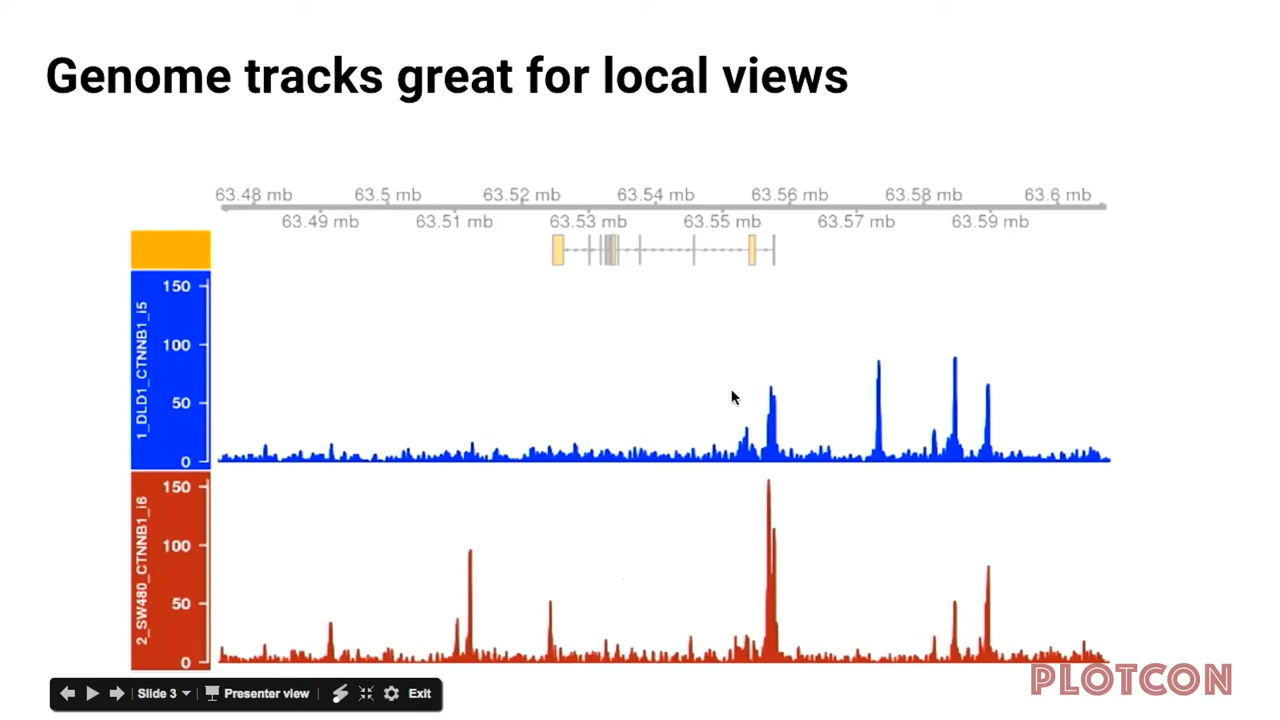 Genome tracks great for local views
63.48 mb 63.5 mb 63.52 mb 63.54 mb 63.56 mb 63.58 mb 63.6 mb
63.49 mb 63.51 mb 63.53 mb 63.55 mb 63.57 mb 63.59 mb
1_DLD1_CTNNB1_i5
150
100
50
0
2_SW480_CTNNB1_i6
150
100
50
0
PLOTCON
Slide 3 Presenter view Exit